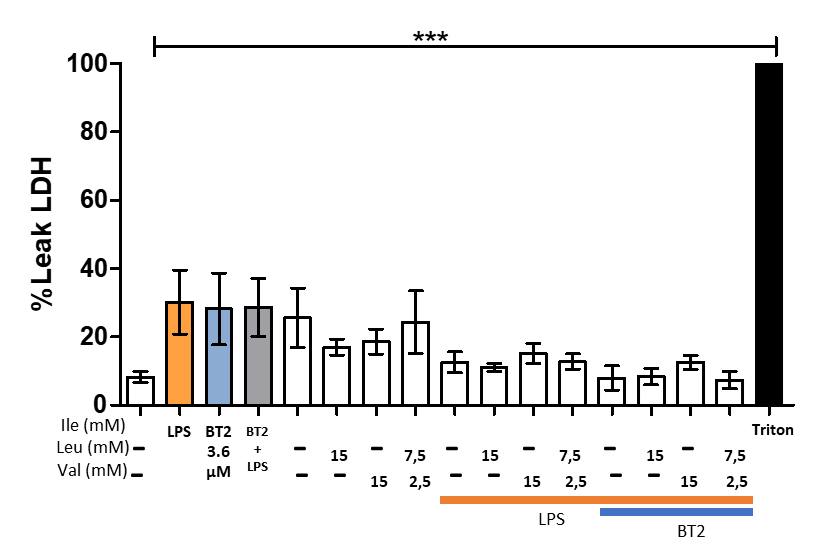 ***
%Leak LDH
100
80
60
40
20
0
Ile (mM) LPS BT2 BT2 Triton
Leu (mM) – 3.6 + – 15 – 7,5 – 15 – 7,5 – 15 – 7,5
µM LPS
Val (mM) – – – 15 2,5 – – 15 2,5 – – 15 2,5
LPS
BT2